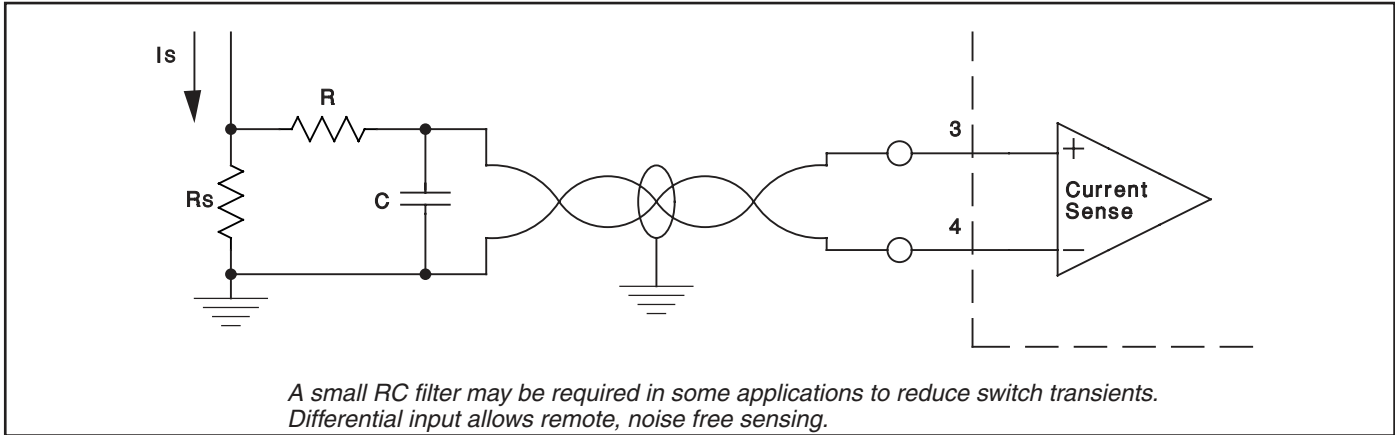 Is
R
3
+
Rs
C
Current
Sense
4
−
A small RC filter may be required in some applications to reduce switch transients.
Differential input allows remote, noise free sensing.